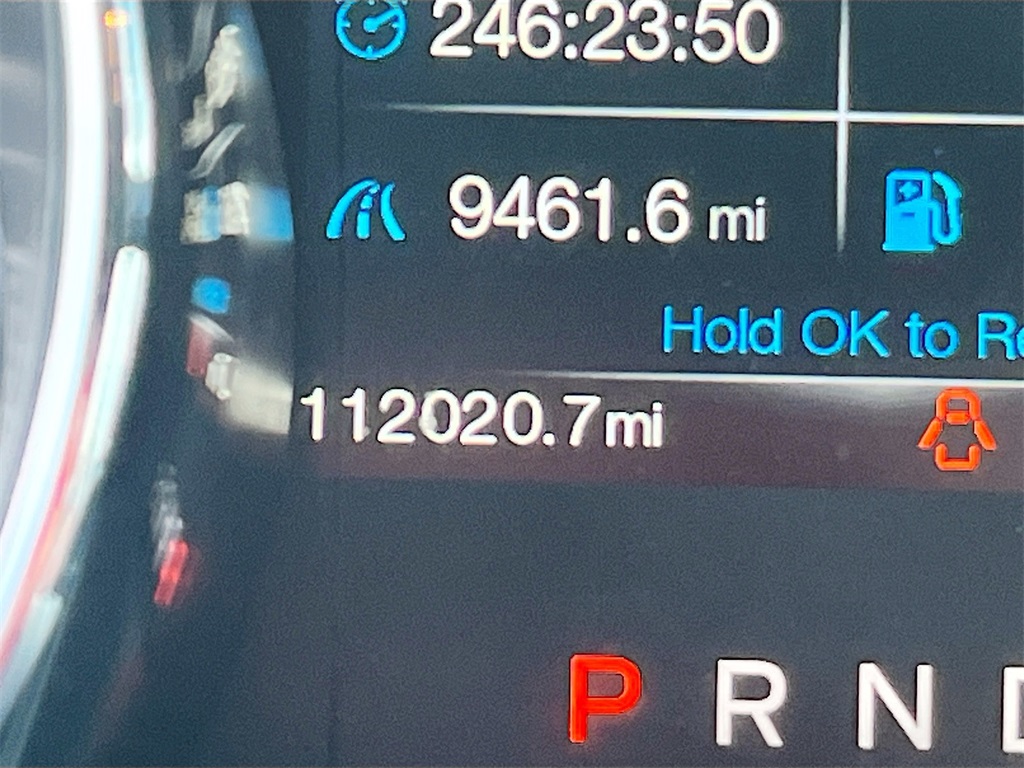 246:23:50
9461.6 mi
Hold OK to Re
112020.7mi
P R N